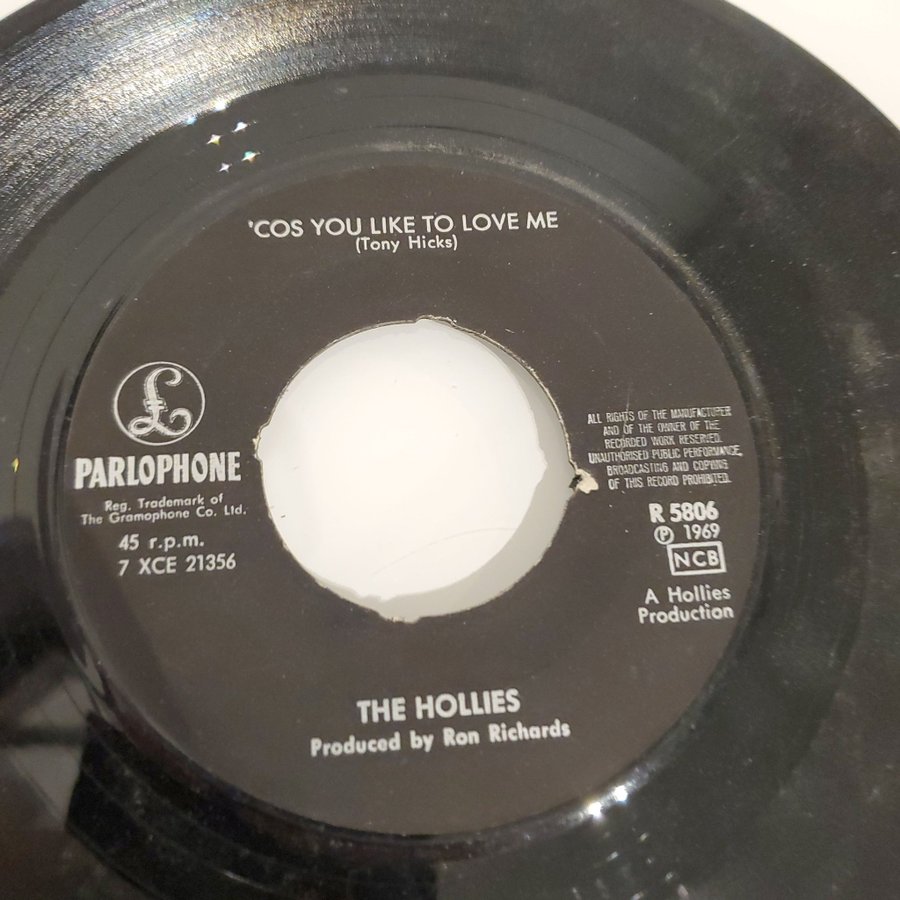 'COS YOU LIKE TO LOVE ME
(Tony Hicks)
£
PARLOPHONE
Reg. Trademark of
The Gramophone Co. Ltd.
45 r.p.m.
7 XCE 21356
ALL RIGHTS OF THE MANUFACTURER
AND OF THE OWNER OF THE
RECORDED WORK RESERVED.
UNAUTHORISED PUBLIC PERFORMANCE,
BROADCASTING AND COPYING
OF THIS RECORD PROHIBITED.
R 5806
℗ 1969
NCB
A Hollies
Production
THE HOLLIES
Produced by Ron Richards